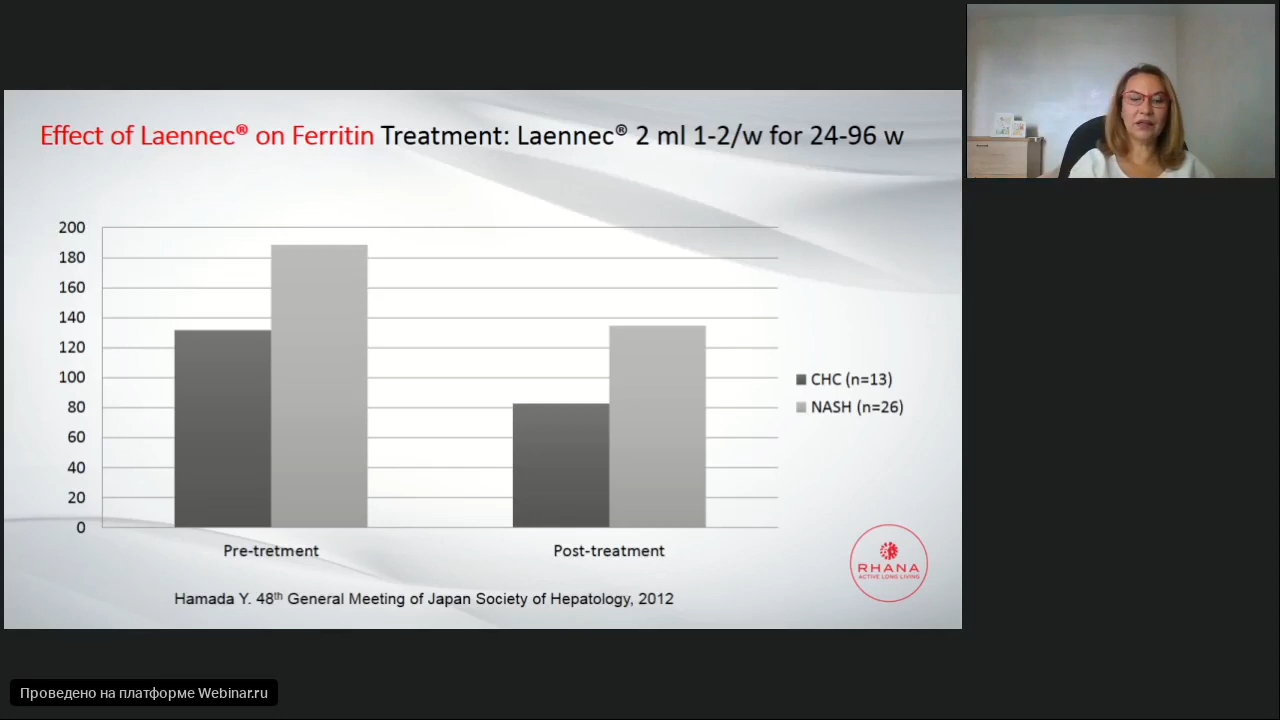 Effect of Laennec® on Ferritin Treatment: Laennec® 2 ml 1-2/w for 24-96 w
200
180
160
140
120
100
80
60
40
20
0
CHC (n=13)
NASH (n=26)
Pre-tretment
Post-treatment
RHANA
ACTIVE LONG LIVING
Hamada Y. 48th General Meeting of Japan Society of Hepatology, 2012
Проведено на платформе Webinar.ru